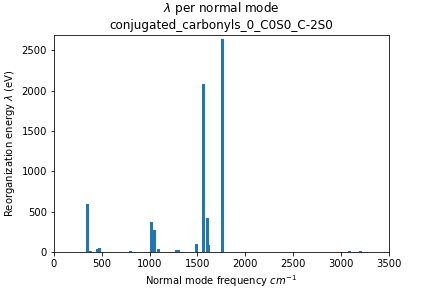 λ per normal mode
conjugated_carbonyls_0_C0S0_C-2S0
Reorganization energy λ (eV)
2500
2000
1500
1000
500
0
0 500 1000 1500 2000 2500 3000 3500
Normal mode frequency cm⁻¹